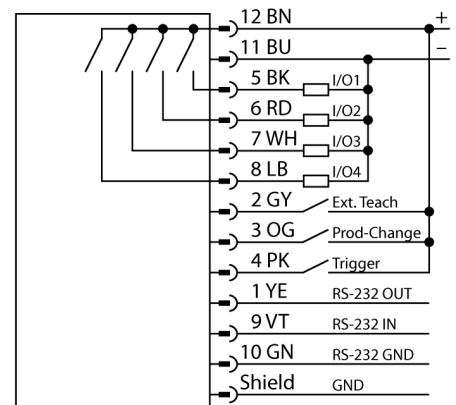 12 BN +
11 BU −
5 BK I/O1
6 RD I/O2
7 WH I/O3
8 LB I/O4
2 GY Ext. Teach
3 OG Prod-Change
4 PK Trigger
1 YE RS-232 OUT
9 VT RS-232 IN
10 GN RS-232 GND
Shield GND